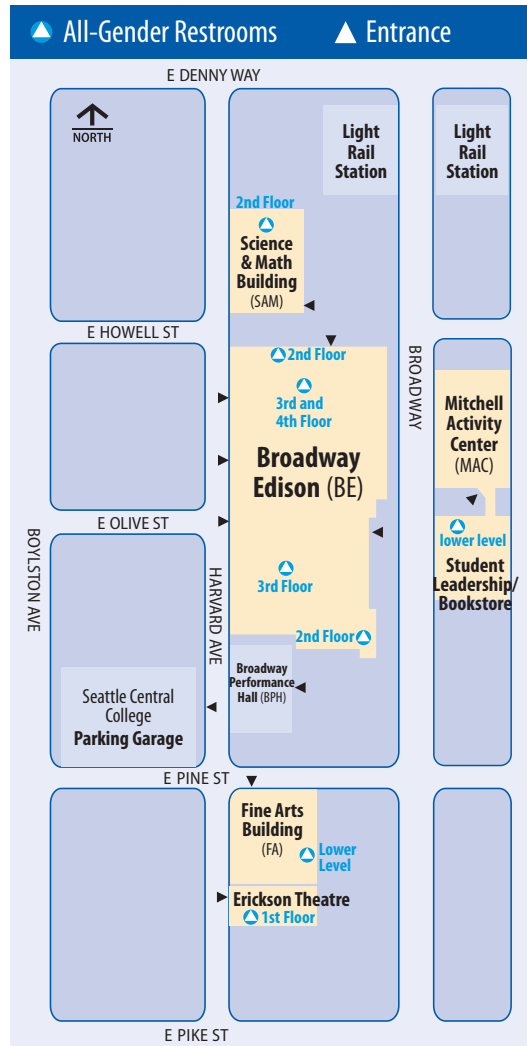 All-Gender Restrooms
Entrance
E DENNY WAY
NORTH
Light
Rail
Station
Light
Rail
Station
2nd Floor
Science
& Math
Building
(SAM)
E HOWELL ST
2nd Floor
3rd and
4th Floor
BROADWAY
Broadway
Edison (BE)
Mitchell
Activity
Center
(MAC)
E OLIVE ST
BOYLSTON AVE
HARVARD AVE
lower level
Student
Leadership/
Bookstore
3rd Floor
2nd Floor
Broadway
Performance
Hall (BPH)
Seattle Central
College
Parking Garage
E PINE ST
Fine Arts
Building
(FA)
Lower
Level
Erickson Theatre
1st Floor
E PIKE ST